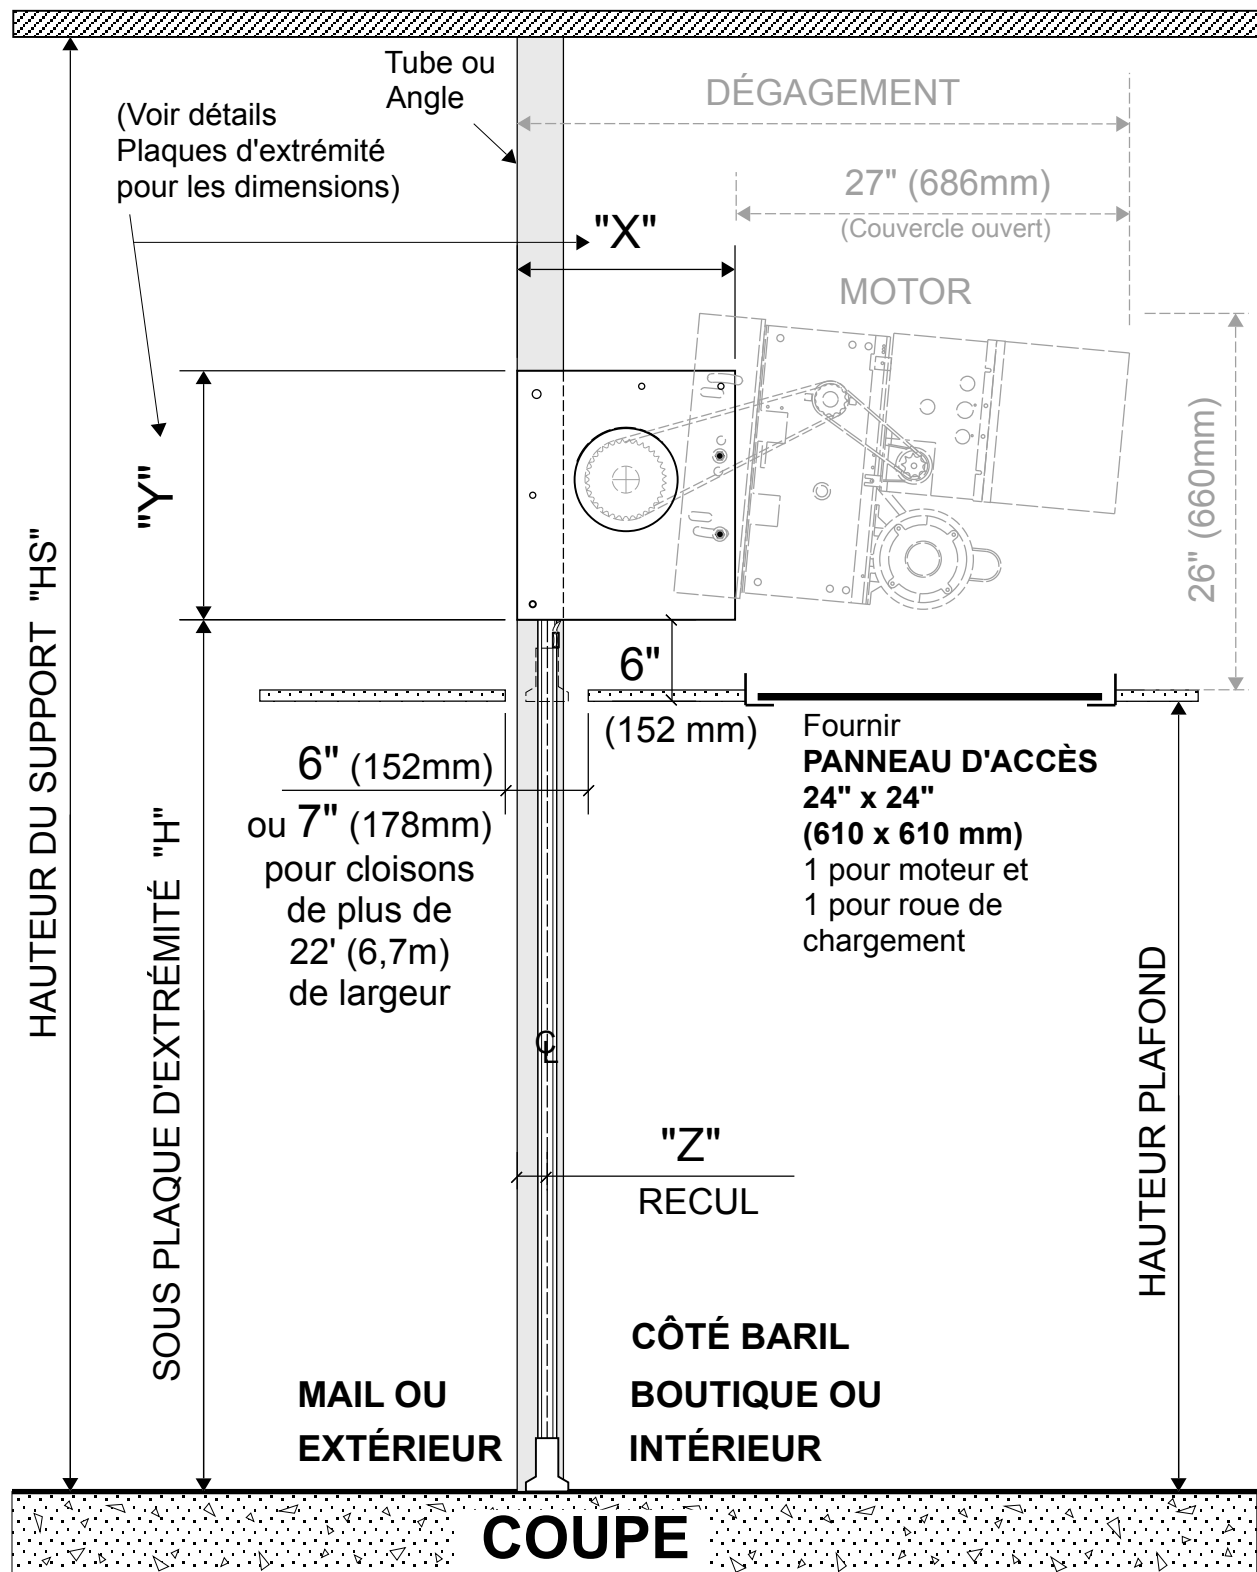 Tube ou
Angle
DÉGAGEMENT
(Voir détails
Plaques d'extrémité
pour les dimensions)
27" (686mm)
(Couvercle ouvert)
"X"
MOTOR
"Y"
26" (660mm)
HAUTEUR DU SUPPORT "HS"
6"
(152 mm)
6" (152mm)
ou 7" (178mm)
pour cloisons
de plus de
22' (6,7m)
de largeur
Fournir
PANNEAU D'ACCÈS
24" x 24"
(610 x 610 mm)
1 pour moteur et
1 pour roue de
chargement
SOUS PLAQUE D'EXTRÉMITÉ "H"
HAUTEUR PLAFOND
CL
"Z"
RECUL
CÔTÉ BARIL
MAIL OU
EXTÉRIEUR
BOUTIQUE OU
INTÉRIEUR
COUPE